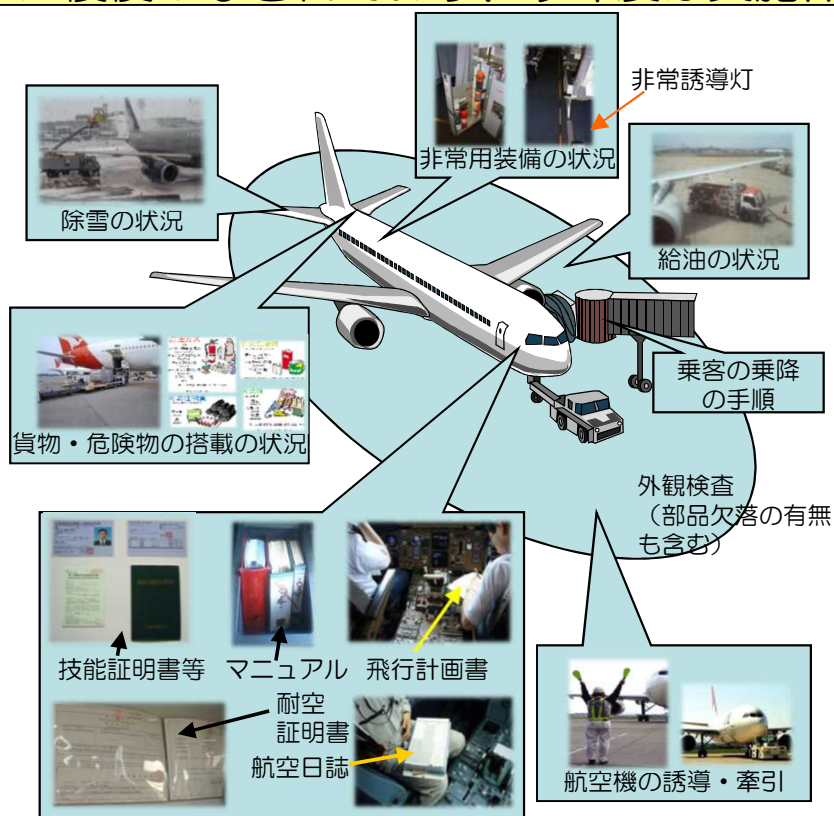 非常誘導灯
非常用装備の状況
除雪の状況
給油の状況
貨物・危険物の搭載の状況
乗客の乗降
の手順
外観検査
（部品欠落の有無
も含む）
技能証明書等
マニュアル
飛行計画書
耐空
証明書
航空日誌
航空機の誘導・牽引